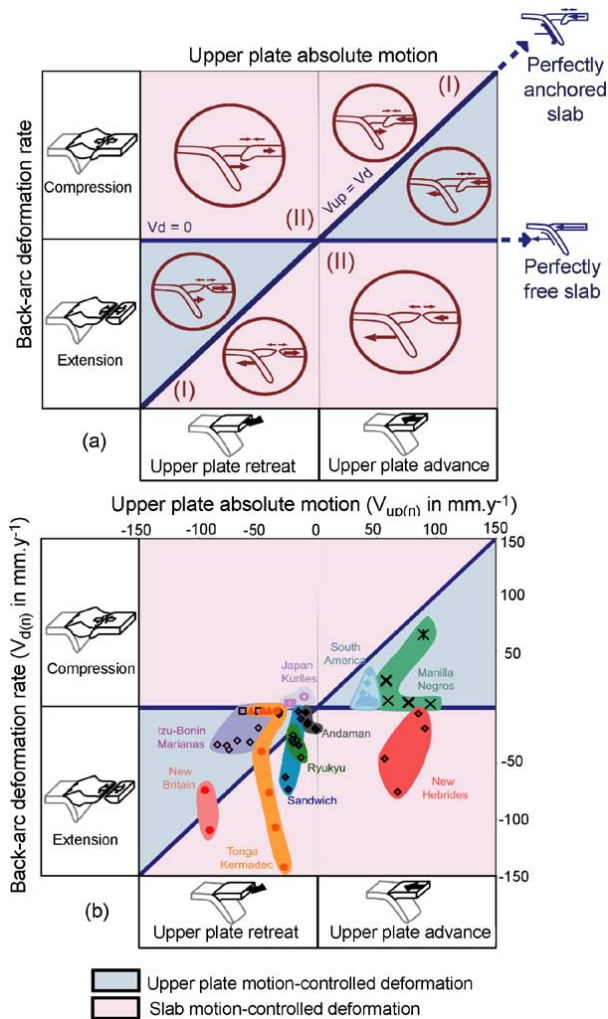 Upper plate absolute motion
Perfectly
anchored
slab
Back-arc deformation rate
Compression
(I)
(I)
Vup = Vd
Vd = 0
(II)
(II)
Perfectly
free slab
Extension
(I)
(a)
Upper plate retreat
Upper plate advance
Upper plate absolute motion (Vup(n) in mm.y-1)
-150 -100 -50 0 50 100 150
150
Back-arc deformation rate (Vd(n) in mm.y-1)
100
Compression
50
Japan
Kuriles
South
America
Manilla
Negros
0
Izu-Bonin
Marianas
Andaman
-50
Ryukyu
New
Britain
Sandwich
New
Hebrides
Extension
-100
Tonga
Kermadec
-150
(b)
Upper plate retreat
Upper plate advance
Upper plate motion-controlled deformation
Slab motion-controlled deformation